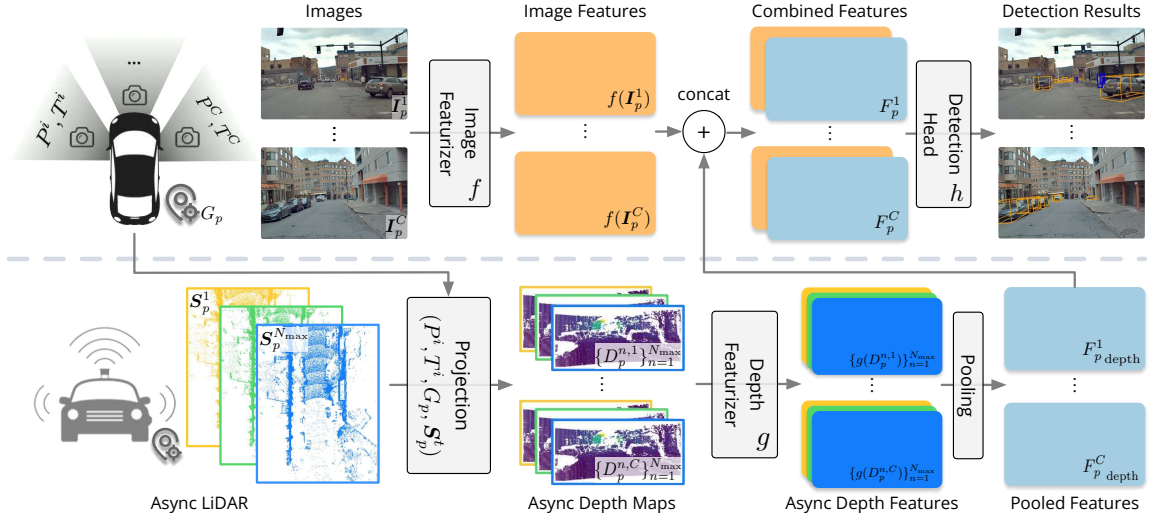 Images
Image Features
Combined Features
Detection Results
...
P^i, T^i
P^C, T^C
G_p
I_p^1
...
I_p^C
Image
Featurizer
f
f(I_p^1)
...
f(I_p^C)
concat
+
F_p^1
...
F_p^C
Detection
Head
h
...
S_p^1
S_p^{N_max}
Projection
(P^i, T^i, G_p, S_p^t)
{D_p^{n,1}}_{n=1}^{N_max}
...
{D_p^{n,C}}_{n=1}^{N_max}
Depth
Featurizer
g
{g(D_p^{n,1})}_{n=1}^{N_max}
...
{g(D_p^{n,C})}_{n=1}^{N_max}
Pooling
F_p^1 depth
...
F_p^C depth
Async LiDAR
Async Depth Maps
Async Depth Features
Pooled Features